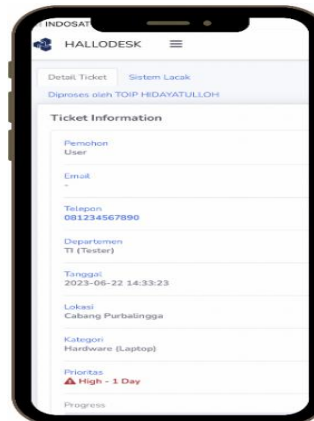 INDOSAT
HALLODESK
Detail Ticket Sistem Lacak
Diproses oleh TOIP HIDAYATULLOH
Ticket Information
Pemohon
User
Email
-
Telepon
081234567890
Departemen
TI (Tester)
Tanggal
2023-06-22 14:33:23
Lokasi
Cabang Purbalingga
Kategori
Hardware (Laptop)
Prioritas
High - 1 Day
Progress